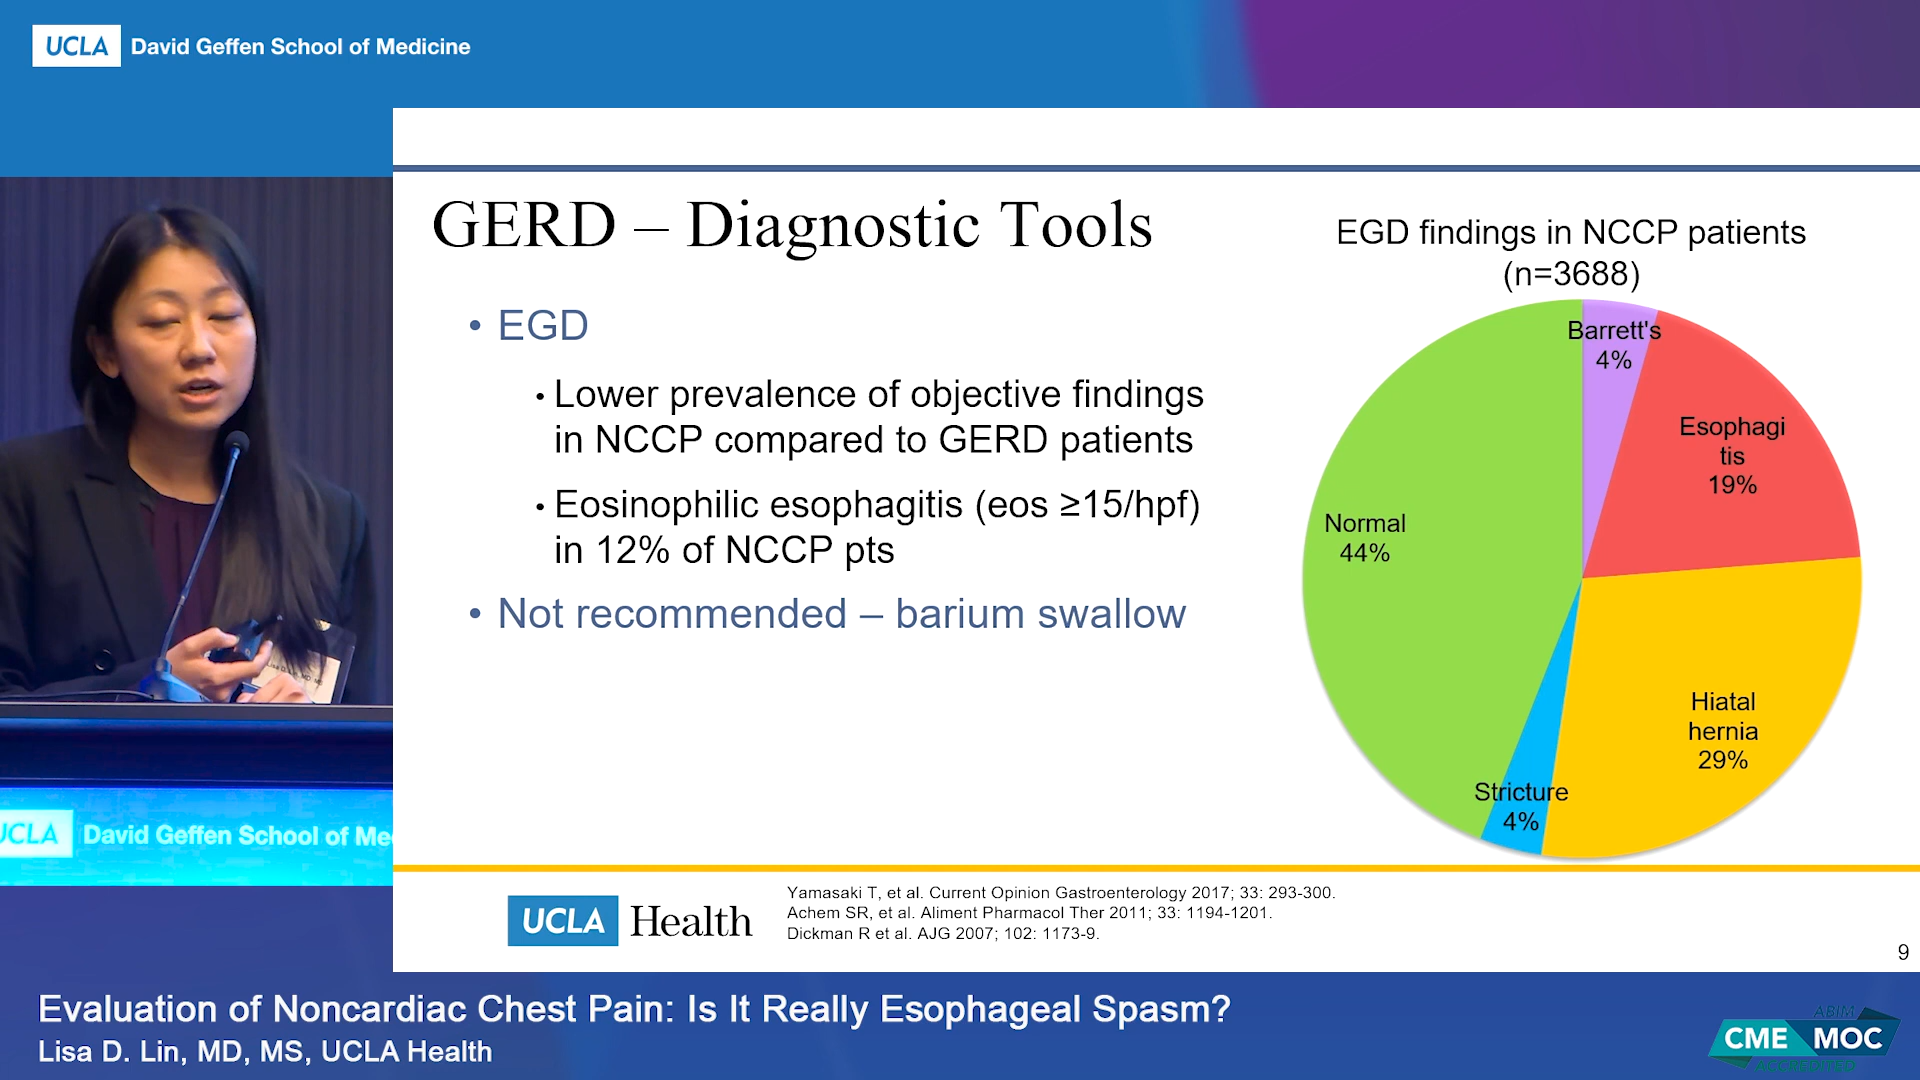 UCLA David Geffen School of Medicine
GERD – Diagnostic Tools
• EGD
• Lower prevalence of objective findings
in NCCP compared to GERD patients
• Eosinophilic esophagitis (eos ≥15/hpf)
in 12% of NCCP pts
• Not recommended – barium swallow
EGD findings in NCCP patients
(n=3688)
Barrett's
4%
Esophagi
tis
19%
Normal
44%
Hiatal
hernia
29%
Stricture
4%
UCLA David Geffen School of Me
UCLA Health
Yamasaki T, et al. Current Opinion Gastroenterology 2017; 33: 293-300.
Achem SR, et al. Aliment Pharmacol Ther 2011; 33: 1194-1201.
Dickman R et al. AJG 2007; 102: 1173-9.
9
Evaluation of Noncardiac Chest Pain: Is It Really Esophageal Spasm?
Lisa D. Lin, MD, MS, UCLA Health
ABIM
CME MOC
ACCREDITED